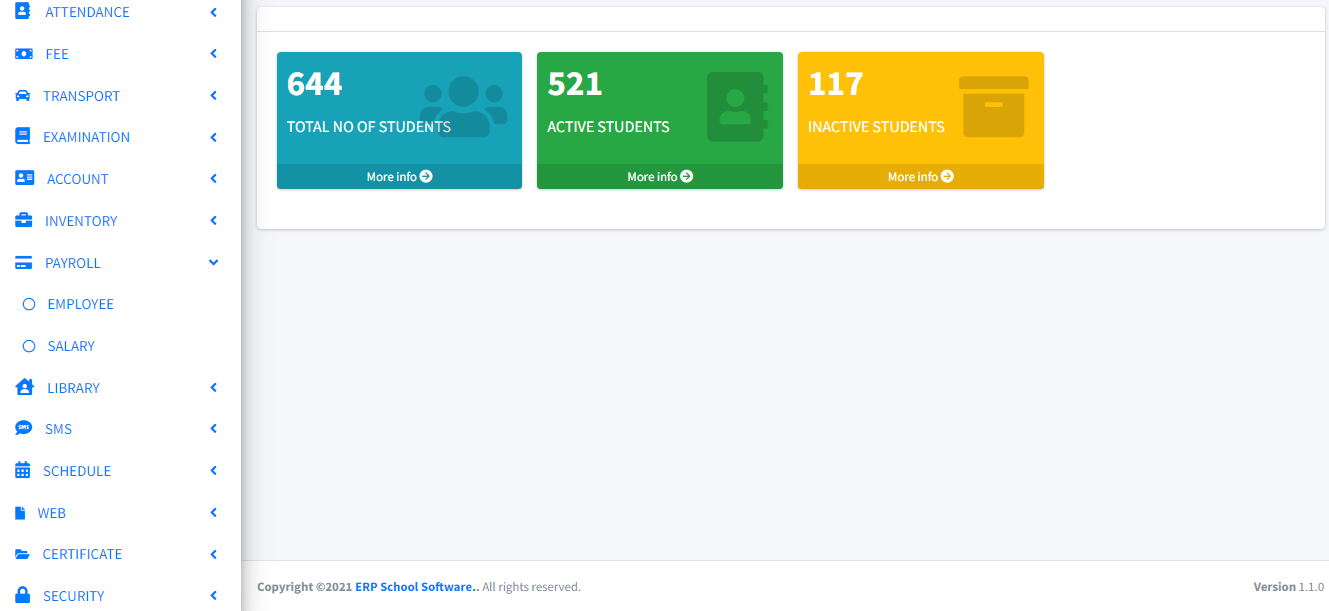 ATTENDANCE
FEE
TRANSPORT
EXAMINATION
ACCOUNT
INVENTORY
PAYROLL
EMPLOYEE
SALARY
LIBRARY
SMS
SCHEDULE
WEB
CERTIFICATE
SECURITY
644
TOTAL NO OF STUDENTS
More info
521
ACTIVE STUDENTS
More info
117
INACTIVE STUDENTS
More info
Copyright ©2021 ERP School Software.. All rights reserved.
Version 1.1.0